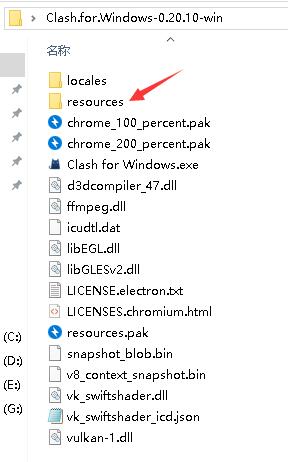 Clash.for.Windows-0.20.10-win
名称
locales
resources
chrome_100_percent.pak
chrome_200_percent.pak
Clash for Windows.exe
d3dcompiler_47.dll
ffmpeg.dll
icudtl.dat
libEGL.dll
libGLESv2.dll
LICENSE.electron.txt
LICENSES.chromium.html
resources.pak
(C:)
snapshot_blob.bin
(D:)
v8_context_snapshot.bin
(E:)
vk_swiftshader.dll
(G:)
vk_swiftshader_icd.json
vulkan-1.dll